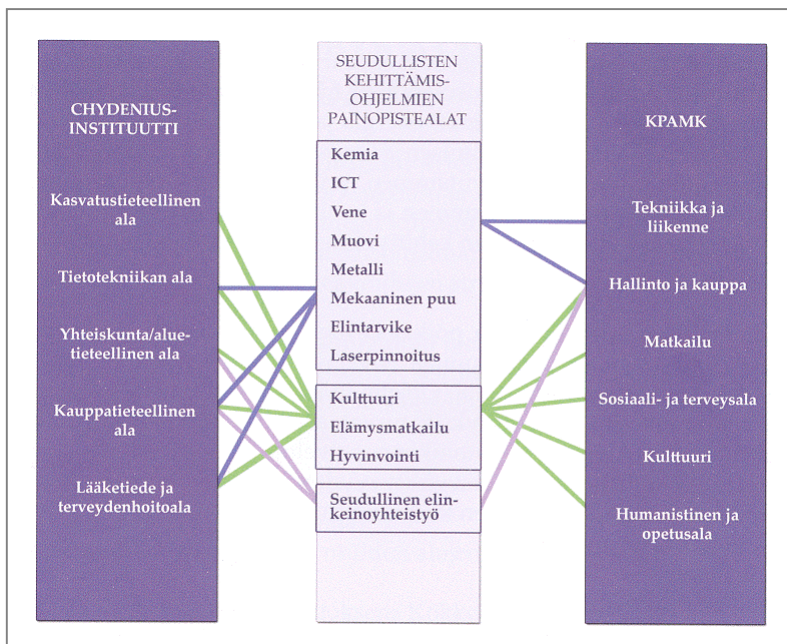 CHYDENIUS-
INSTITUUTTI
Kasvatustieteellinen
ala
Tietotekniikan ala
Yhteiskunta/alue-
tieteellinen ala
Kauppatieteellinen
ala
Lääketiede ja
terveydenhoitoala
SEUDULLISTEN
KEHITTÄMIS-
OHJELMIEN
PAINOPISTEALAT
Kemia
ICT
Vene
Muovi
Metalli
Mekaaninen puu
Elintarvike
Laserpinnoitus
Kulttuuri
Elämysmatkailu
Hyvinvointi
Seudullinen elin-
keinoyhteistyö
KPAMK
Tekniikka ja
liikenne
Hallinto ja kauppa
Matkailu
Sosiaali- ja terveysala
Kulttuuri
Humanistinen ja
opetusala